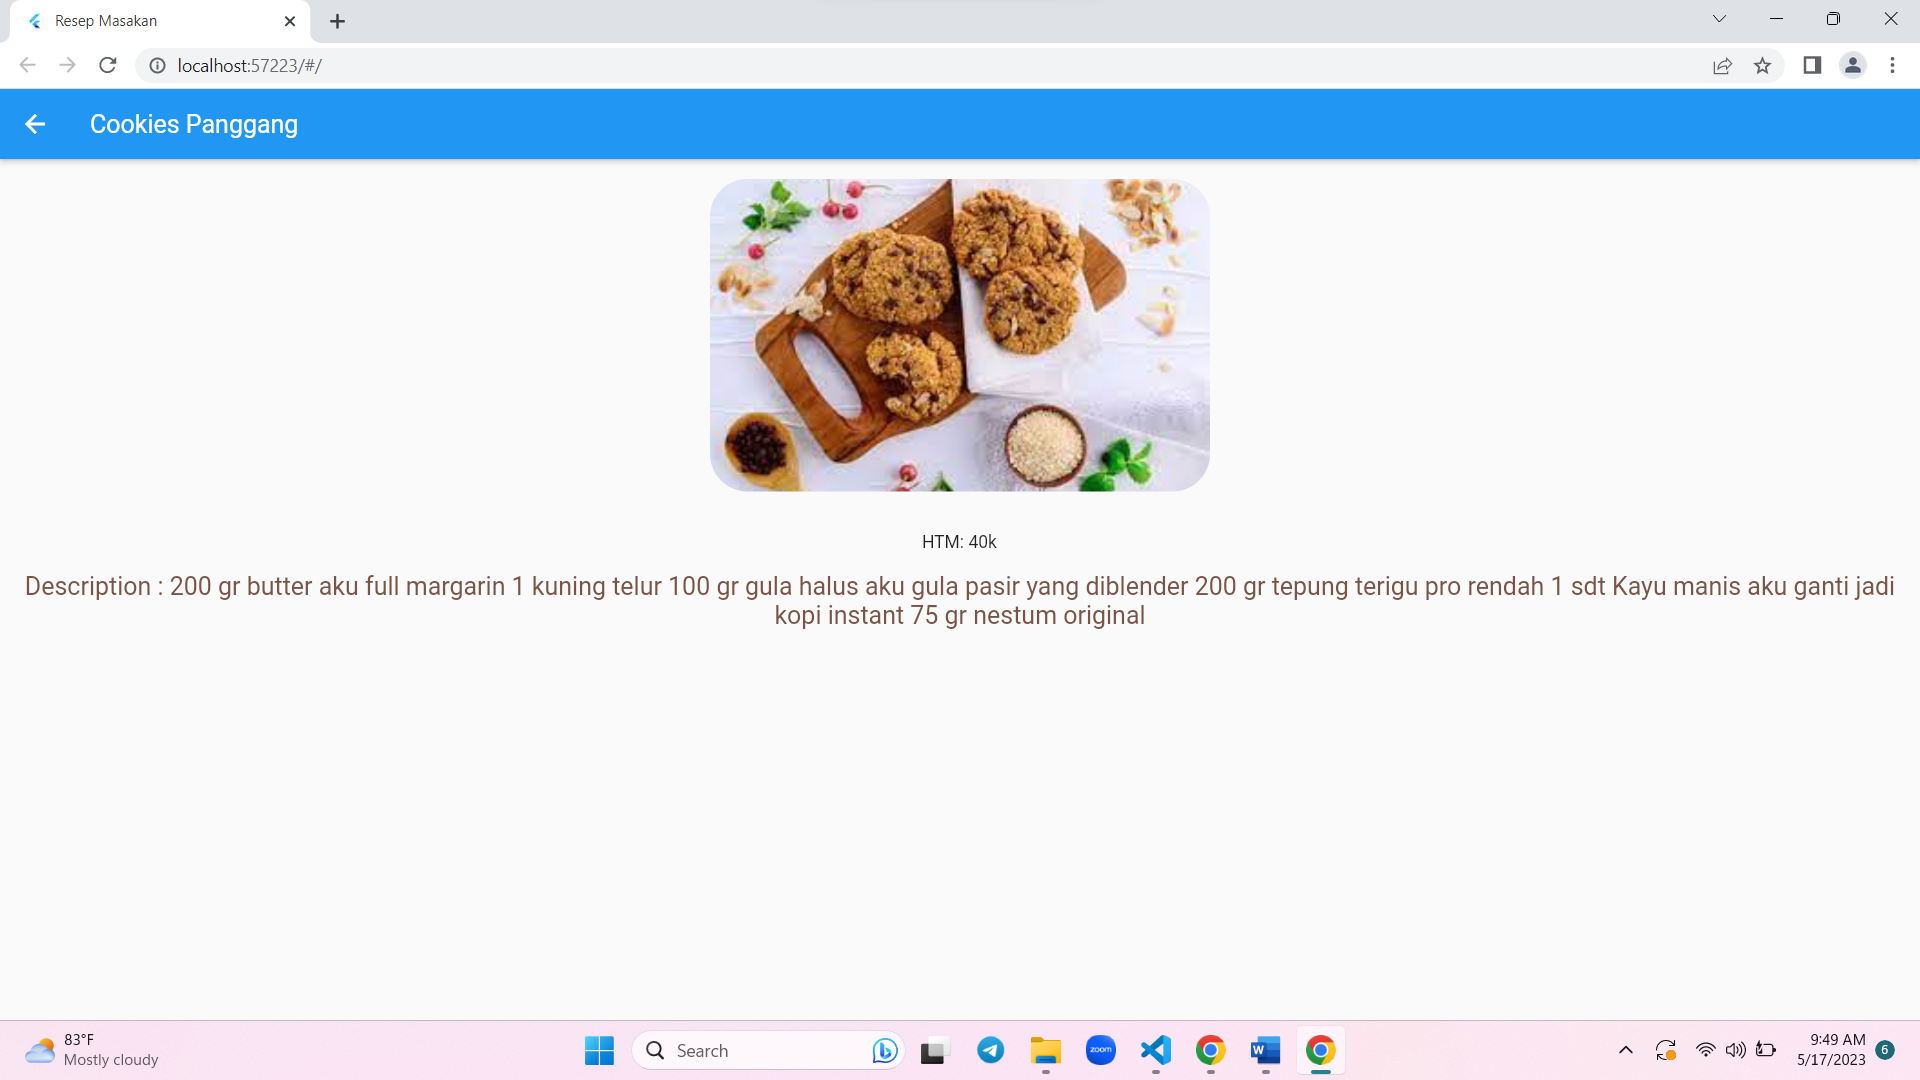 Resep Masakan
localhost:57223/#/
Cookies Panggang
HTM: 40k
Description : 200 gr butter aku full margarin 1 kuning telur 100 gr gula halus aku gula pasir yang diblender 200 gr tepung terigu pro rendah 1 sdt Kayu manis aku ganti jadi
kopi instant 75 gr nestum original
83°F
Mostly cloudy
Search
zoom
W
9:49 AM
5/17/2023
6